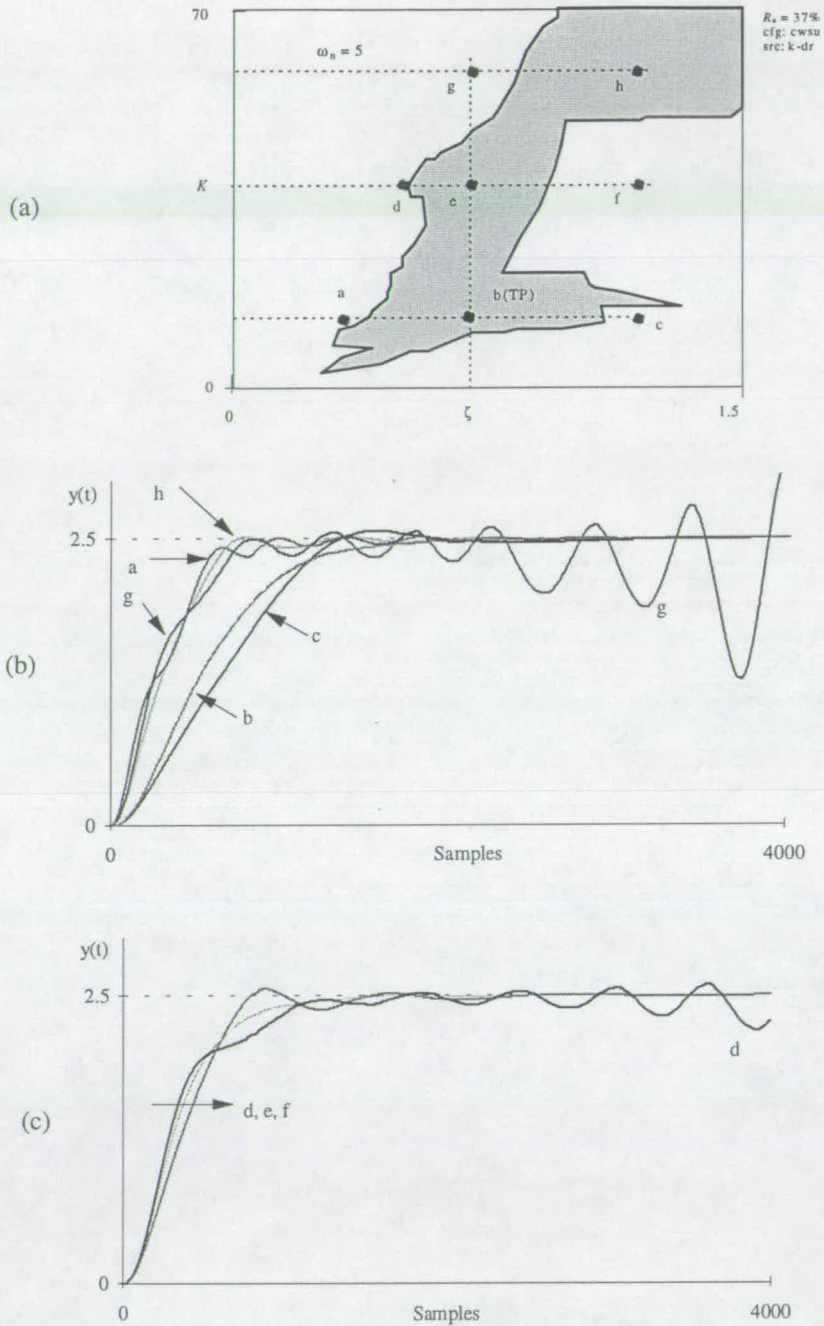 70
Rₐ = 37%
cfg: cwsu
src: k-dr
ωₙ = 5
g
h
K
(a)
d
e
f
a
b(TP)
c
0
0
ζ
1.5
y(t)
h
2.5
a
g
g
c
(b)
b
0
0
Samples
4000
y(t)
2.5
d
d, e, f
(c)
0
0
Samples
4000